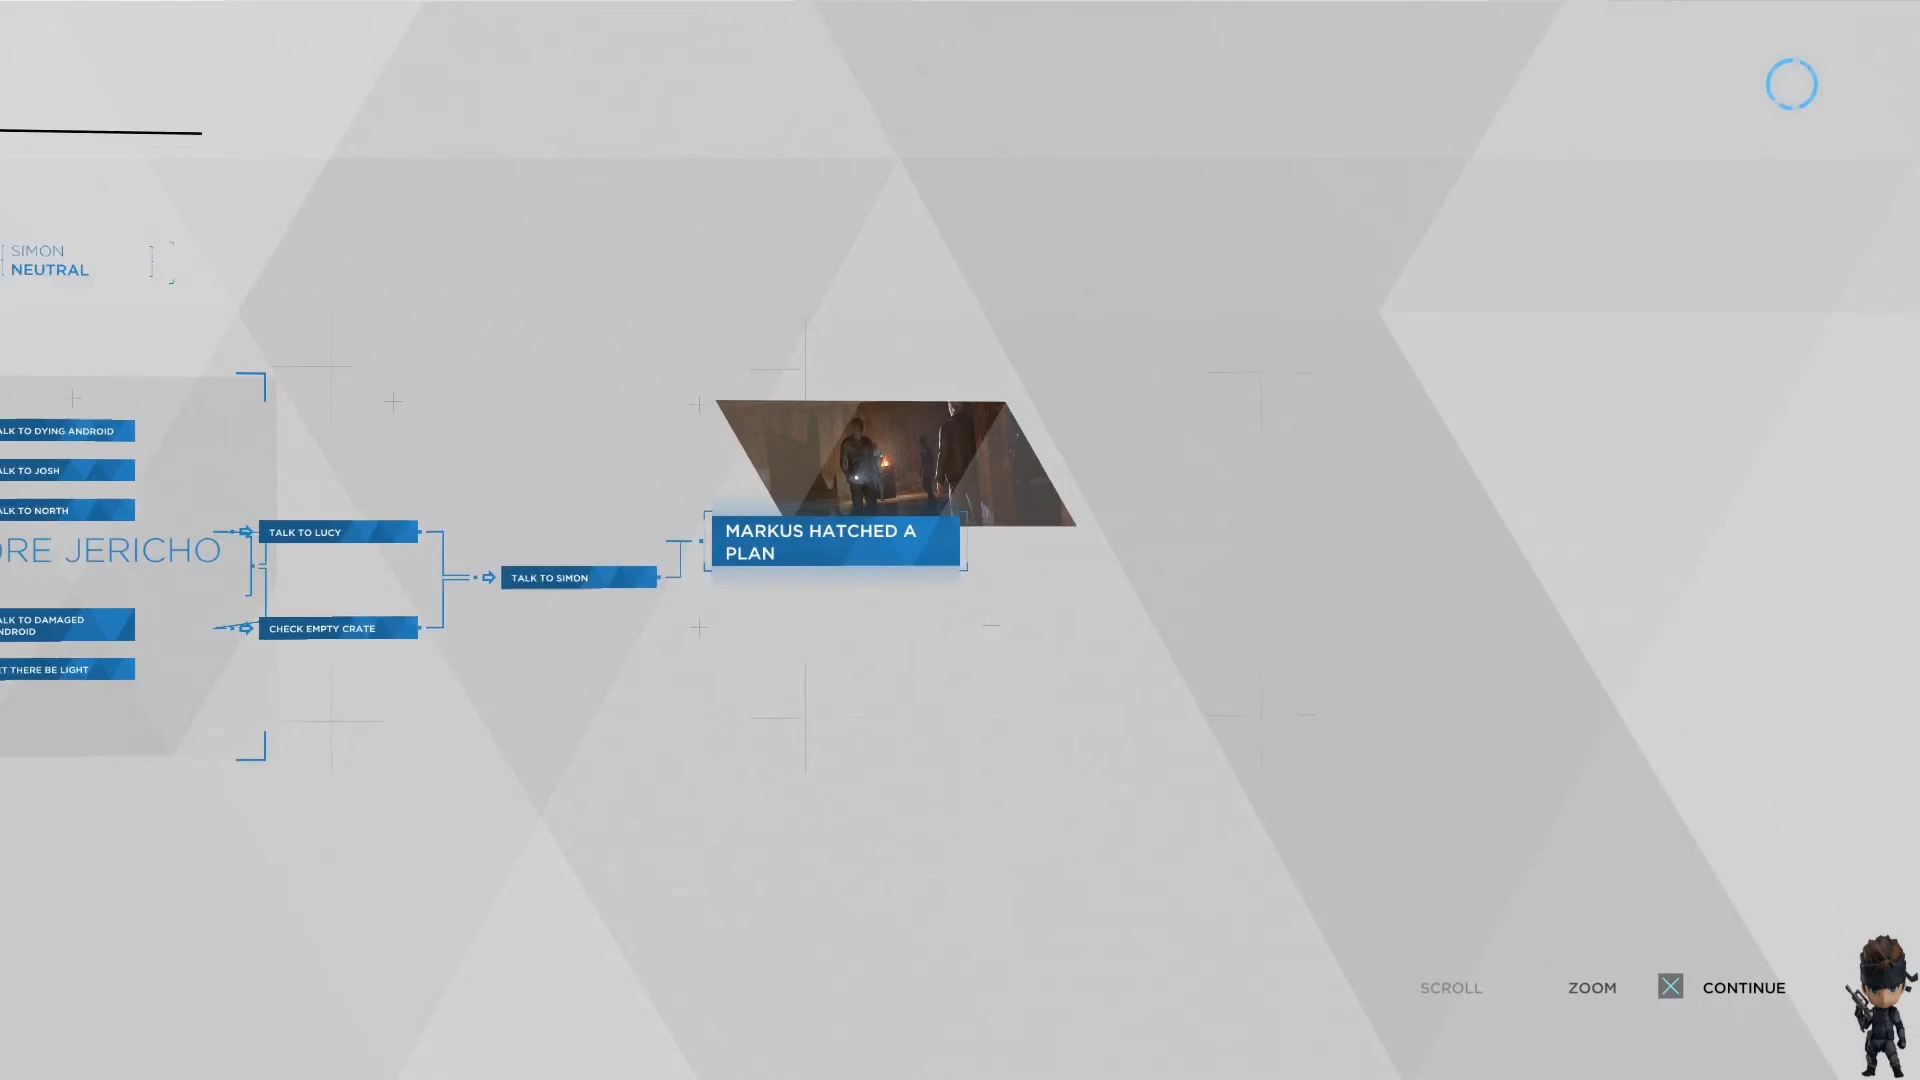 SIMON
NEUTRAL
ALK TO DYING ANDROID
ALK TO JOSH
ALK TO NORTH
ORE JERICHO
ALK TO DAMAGED
NDROID
ET THERE BE LIGHT
TALK TO LUCY
CHECK EMPTY CRATE
TALK TO SIMON
MARKUS HATCHED A
PLAN
SCROLL
ZOOM
CONTINUE